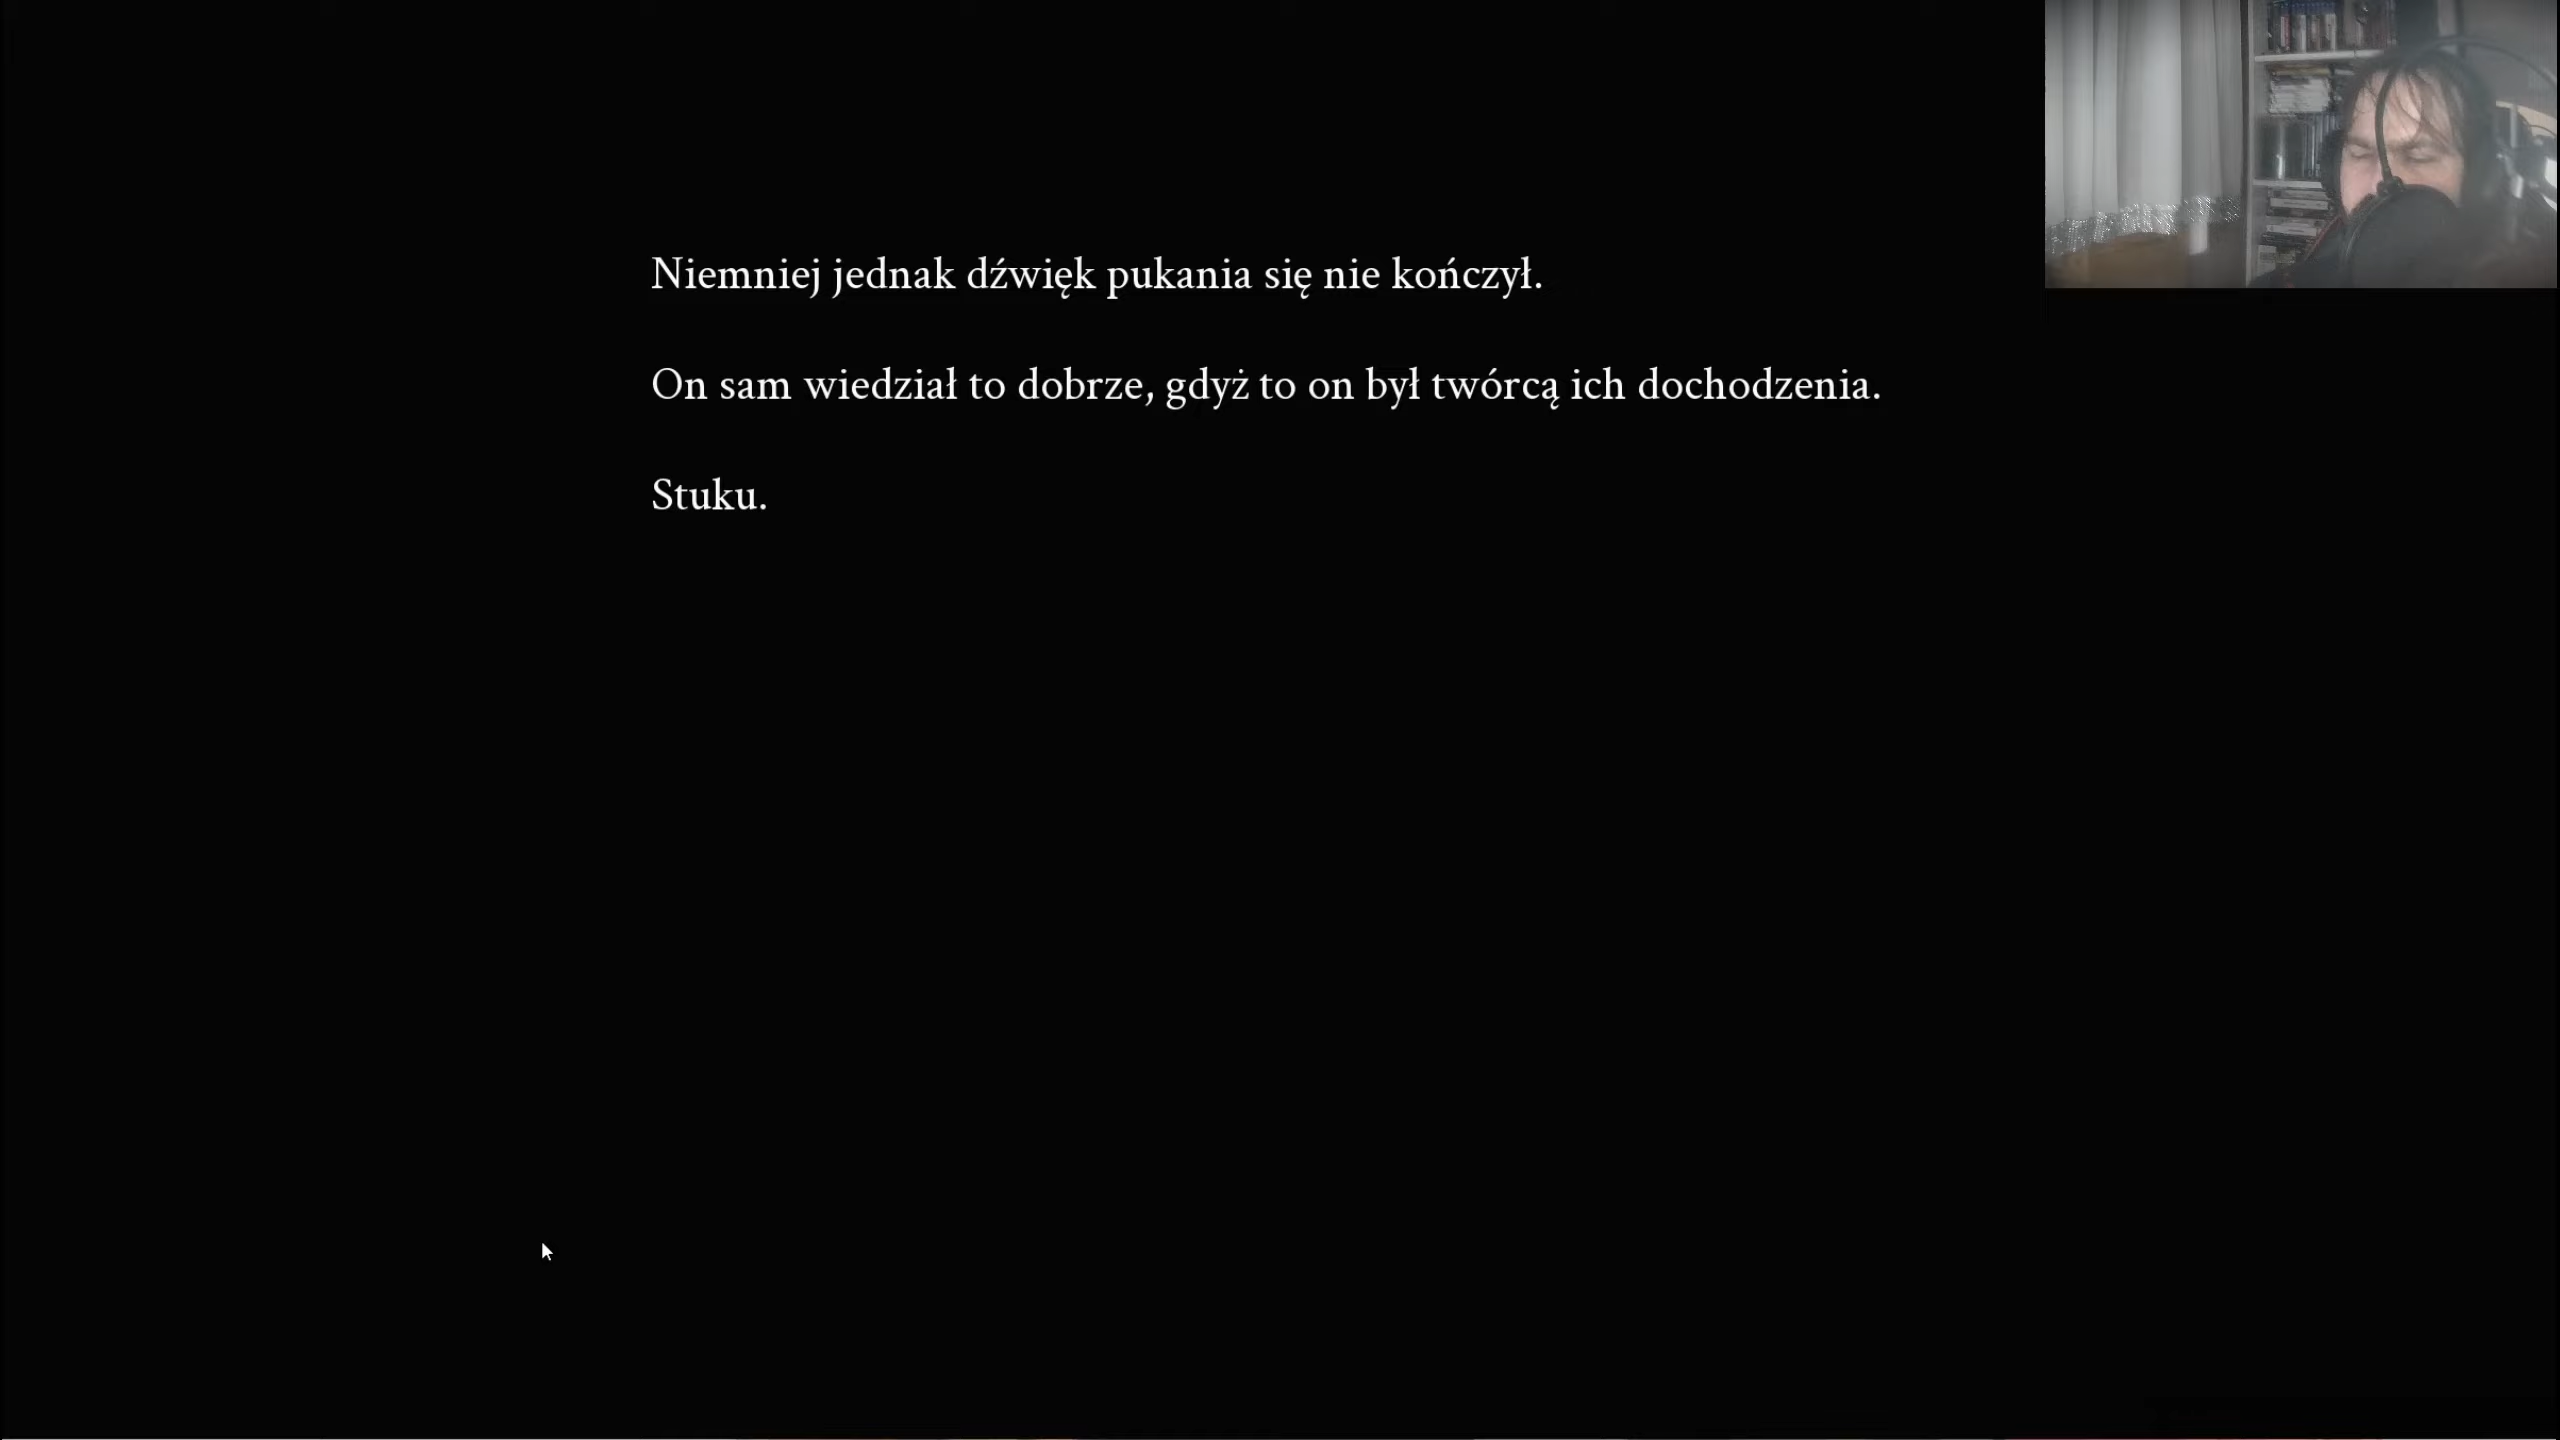 Niemniej jednak dźwięk pukania się nie kończył.
On sam wiedział to dobrze, gdyż to on był twórcą ich dochodzenia.
Stuku.